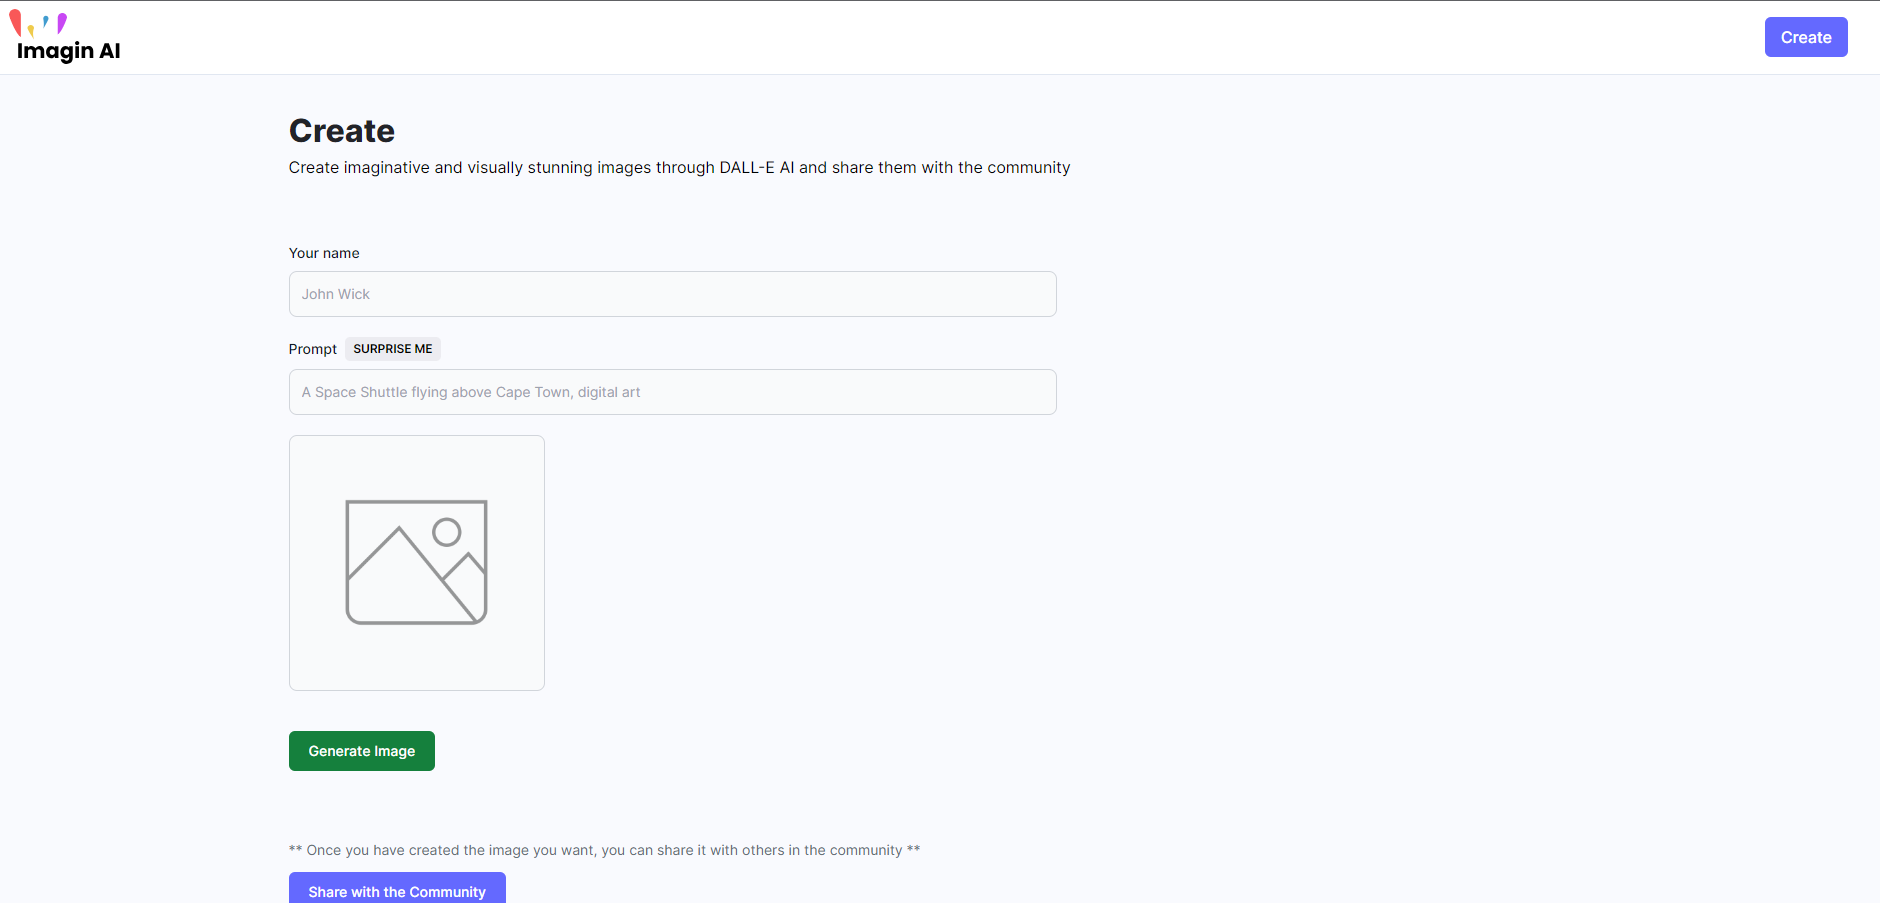 Imagin AI
Create
Create
Create imaginative and visually stunning images through DALL-E AI and share them with the community
Your name
John Wick
Prompt SURPRISE ME
A Space Shuttle flying above Cape Town, digital art
Generate Image
** Once you have created the image you want, you can share it with others in the community **
Share with the Community